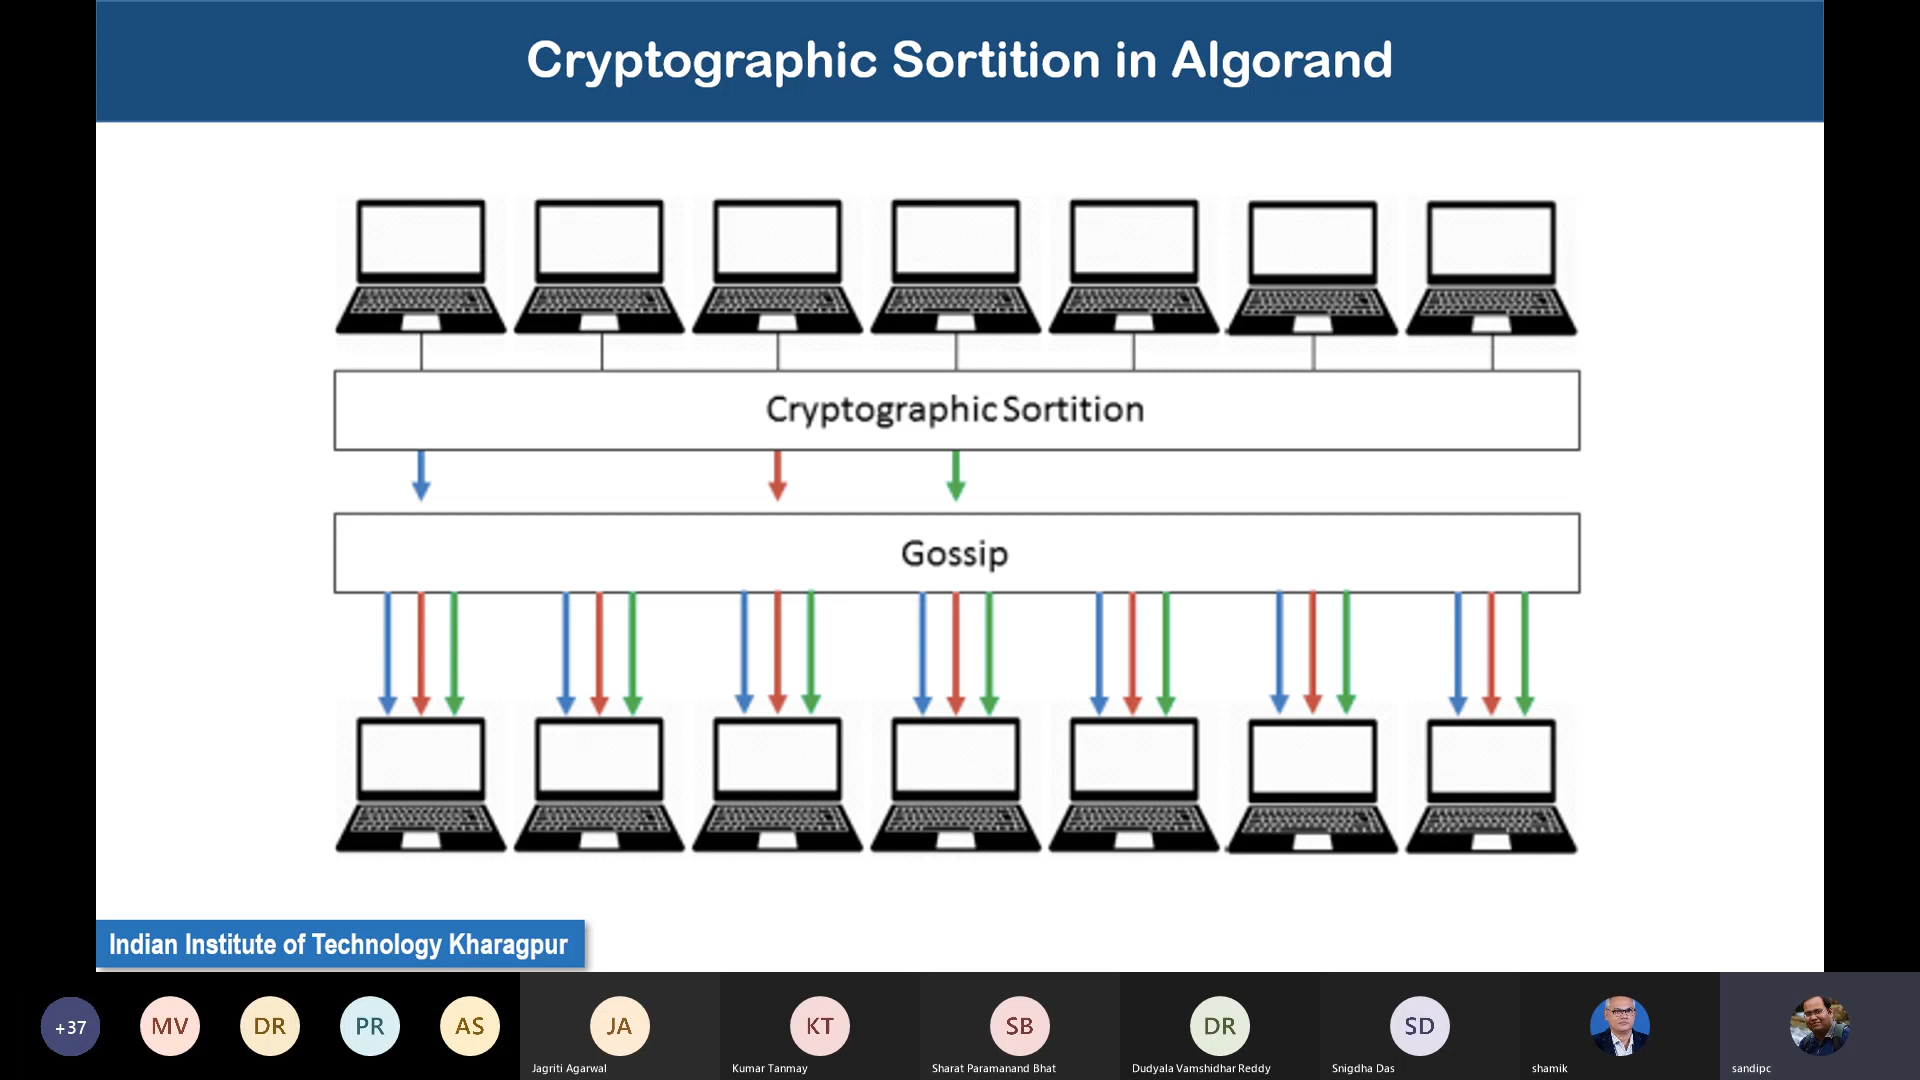 Cryptographic Sortition in Algorand
Cryptographic Sortition
Gossip
Indian Institute of Technology Kharagpur
+37
MV
DR
PR
AS
JA
KT
SB
DR
SD
Jagriti Agarwal
Kumar Tanmay
Sharat Paramanand Bhat
Dudyala Vamshidhar Reddy
Snigdha Das
shamik
sandipc